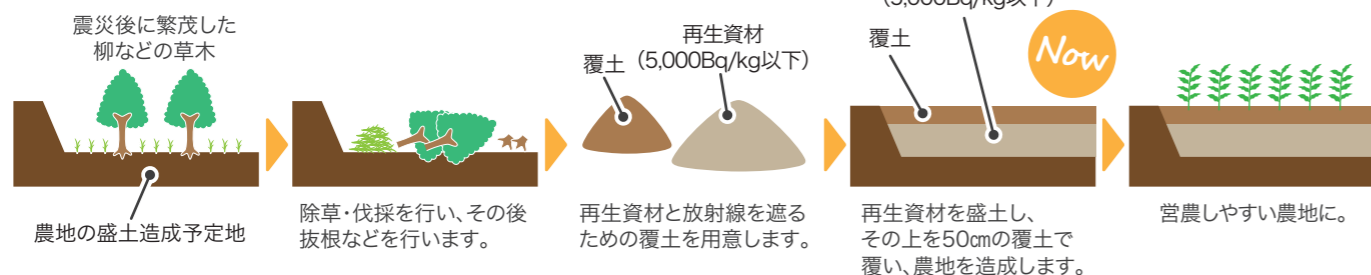 震災後に繁茂した
柳などの草木
農地の盛土造成予定地
除草・伐採を行い、その後
抜根などを行います。
覆土
再生資材
(5,000Bq/kg以下)
再生資材と放射線を遮る
ための覆土を用意します。
(5,000Bq/kg以下)
覆土
Now
再生資材を盛土し、
その上を50㎝の覆土で
覆い、農地を造成します。
営農しやすい農地に。